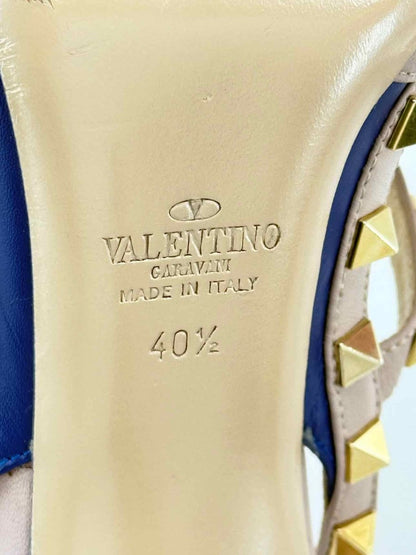 V
VALENTINO
GARAVANI
MADE IN ITALY
40½